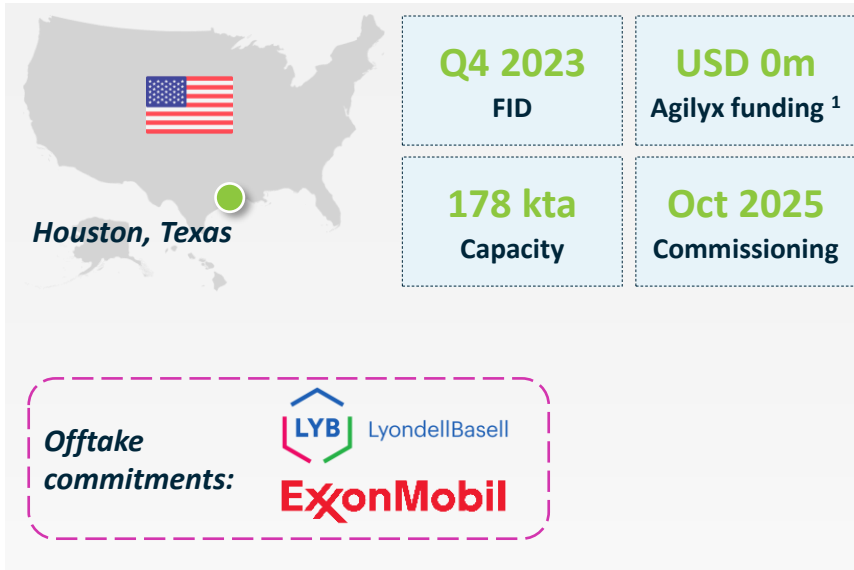 Q4 2023
FID
USD 0m
Agilyx funding 1
178 kta
Capacity
Oct 2025
Commissioning
Houston, Texas
Offtake
commitments:
LYB LyondellBasell
ExxonMobil